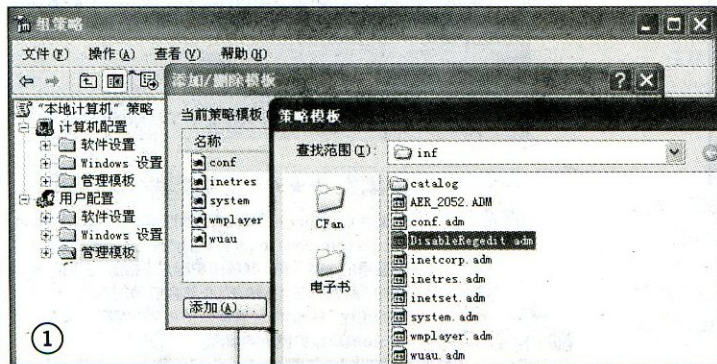 组策略
文件(F) 操作(A) 查看(V) 帮助(H)
添加/删除模板
"本地计算机" 策略
计算机配置
软件设置
Windows 设置
管理模板
用户配置
软件设置
Windows 设置
管理模板
当前策略模板
名称
conf
inetres
system
wmplayer
wuau
添加(A)...
策略模板
查找范围(I):
inf
CFan
电子书
catalog
AER_2052.ADM
conf.adm
DisableRegedit.adm
inetcorp.adm
inetres.adm
inetset.adm
system.adm
wmplayer.adm
wuau.adm
①